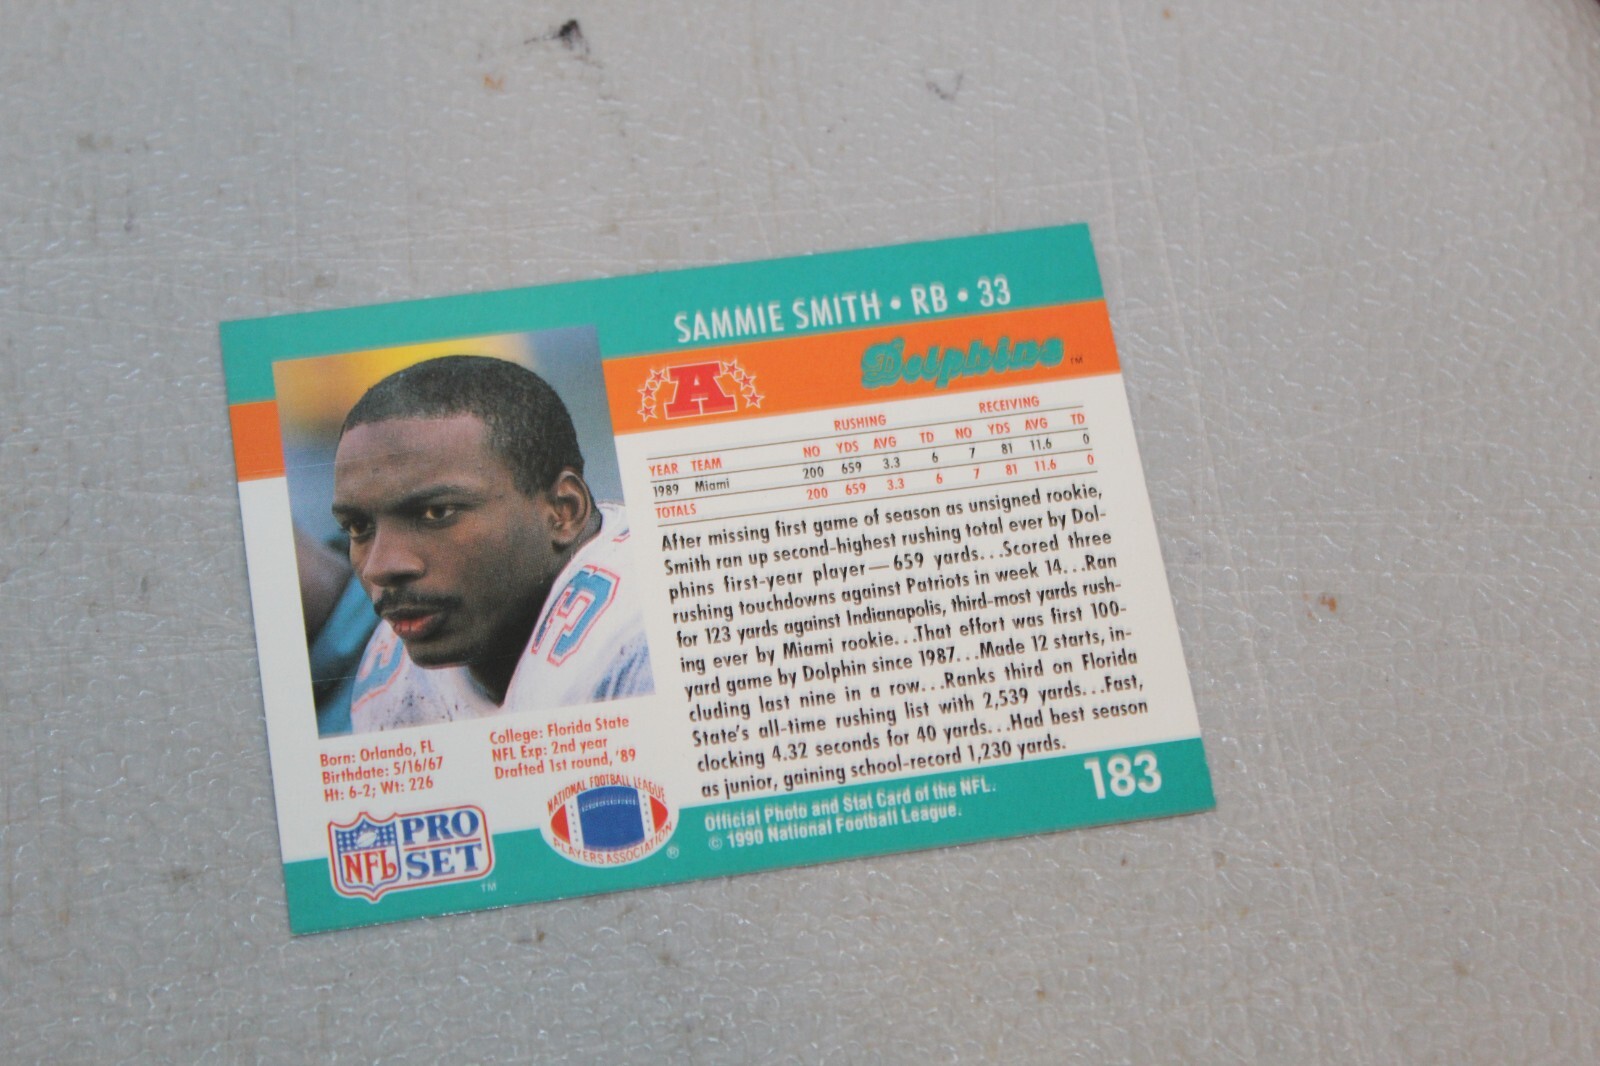 SAMMIE SMITH • RB • 33
A
Dolphins™
RUSHING RECEIVING
YEAR TEAM NO YDS AVG TD NO YDS AVG TD
1989 Miami 200 659 3.3 6 7 81 11.6 0
TOTALS 200 659 3.3 6 7 81 11.6 0
After missing first game of season as unsigned rookie,
Smith ran up second-highest rushing total ever by Dol-
phins first-year player—659 yards...Scored three
rushing touchdowns against Patriots in week 14...Ran
for 123 yards against Indianapolis, third-most yards rush-
ing ever by Miami rookie...That effort was first 100-
yard game by Dolphin since 1987...Made 12 starts, in-
cluding last nine in a row...Ranks third on Florida
State's all-time rushing list with 2,539 yards...Fast,
clocking 4.32 seconds for 40 yards...Had best season
as junior, gaining school-record 1,230 yards.
3
Born: Orlando, FL
Birthdate: 5/16/67
Ht: 6-2; Wt: 226
College: Florida State
NFL Exp: 2nd year
Drafted 1st round, '89
NFL PRO SET™
NATIONAL FOOTBALL LEAGUE
PLAYERS ASSOCIATION®
Official Photo and Stat Card of the NFL.
© 1990 National Football League.
183